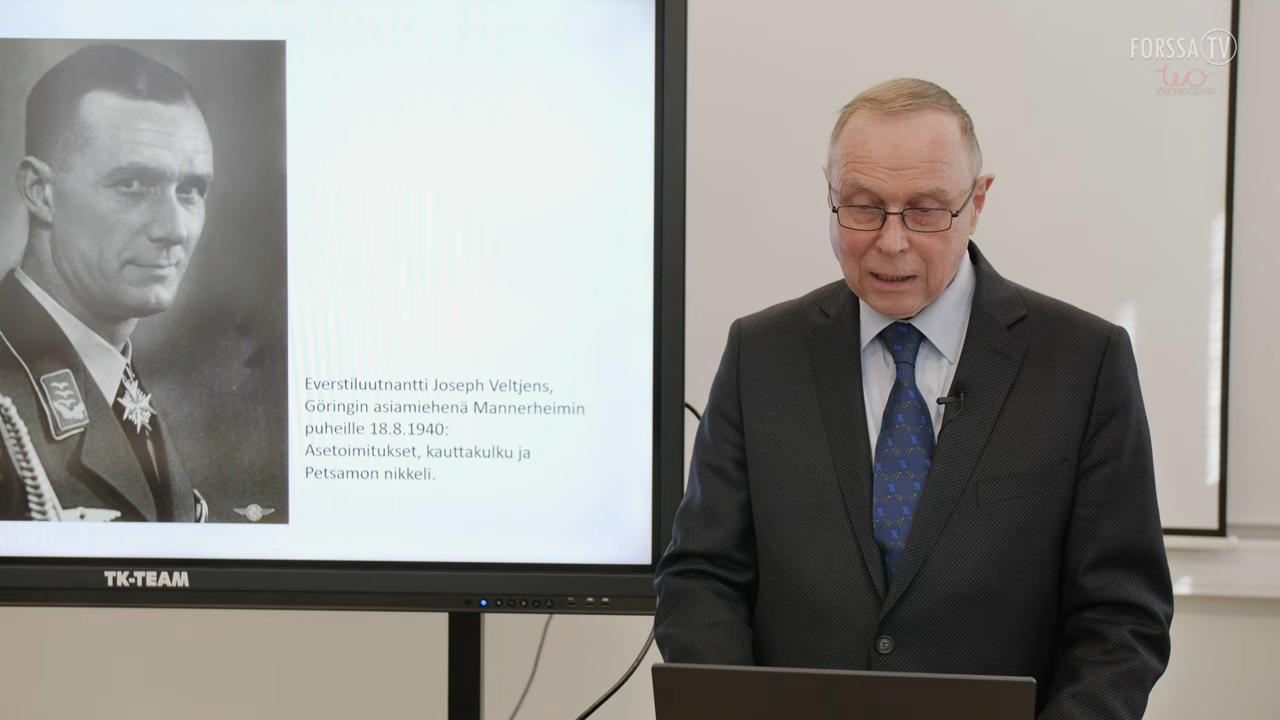 FORSSA TV
WahrenOpisto
Everstiluutnantti Joseph Veltjens,
Göringin asiamiehenä Mannerheimin
puheille 18.8.1940:
Asetoimitukset, kauttakulku ja
Petsamon nikkeli.
TK-TEAM